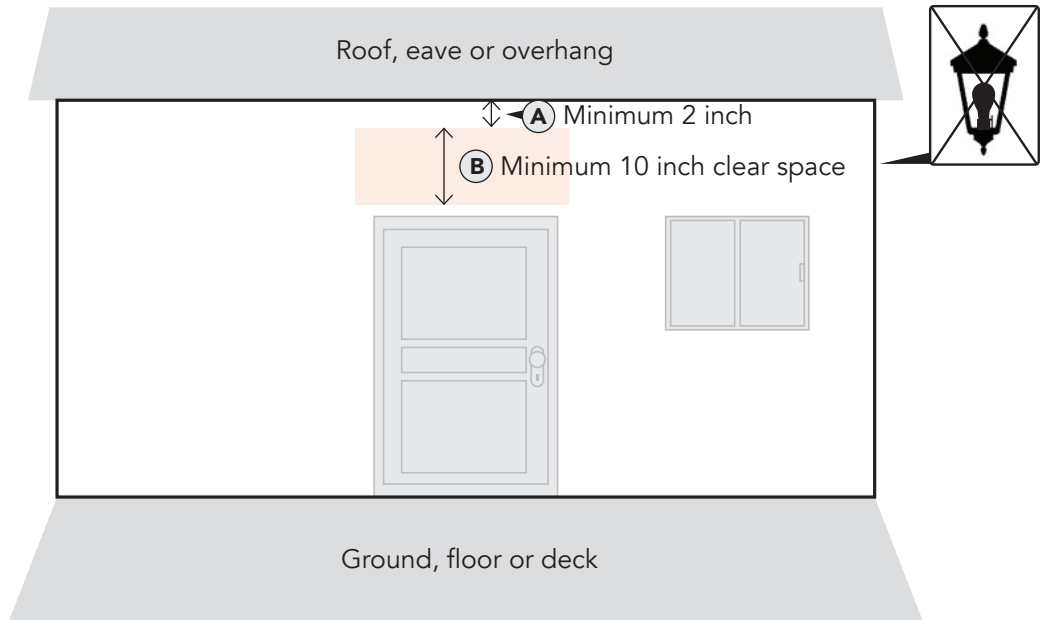 Roof, eave or overhang
A Minimum 2 inch
B Minimum 10 inch clear space
Ground, floor or deck